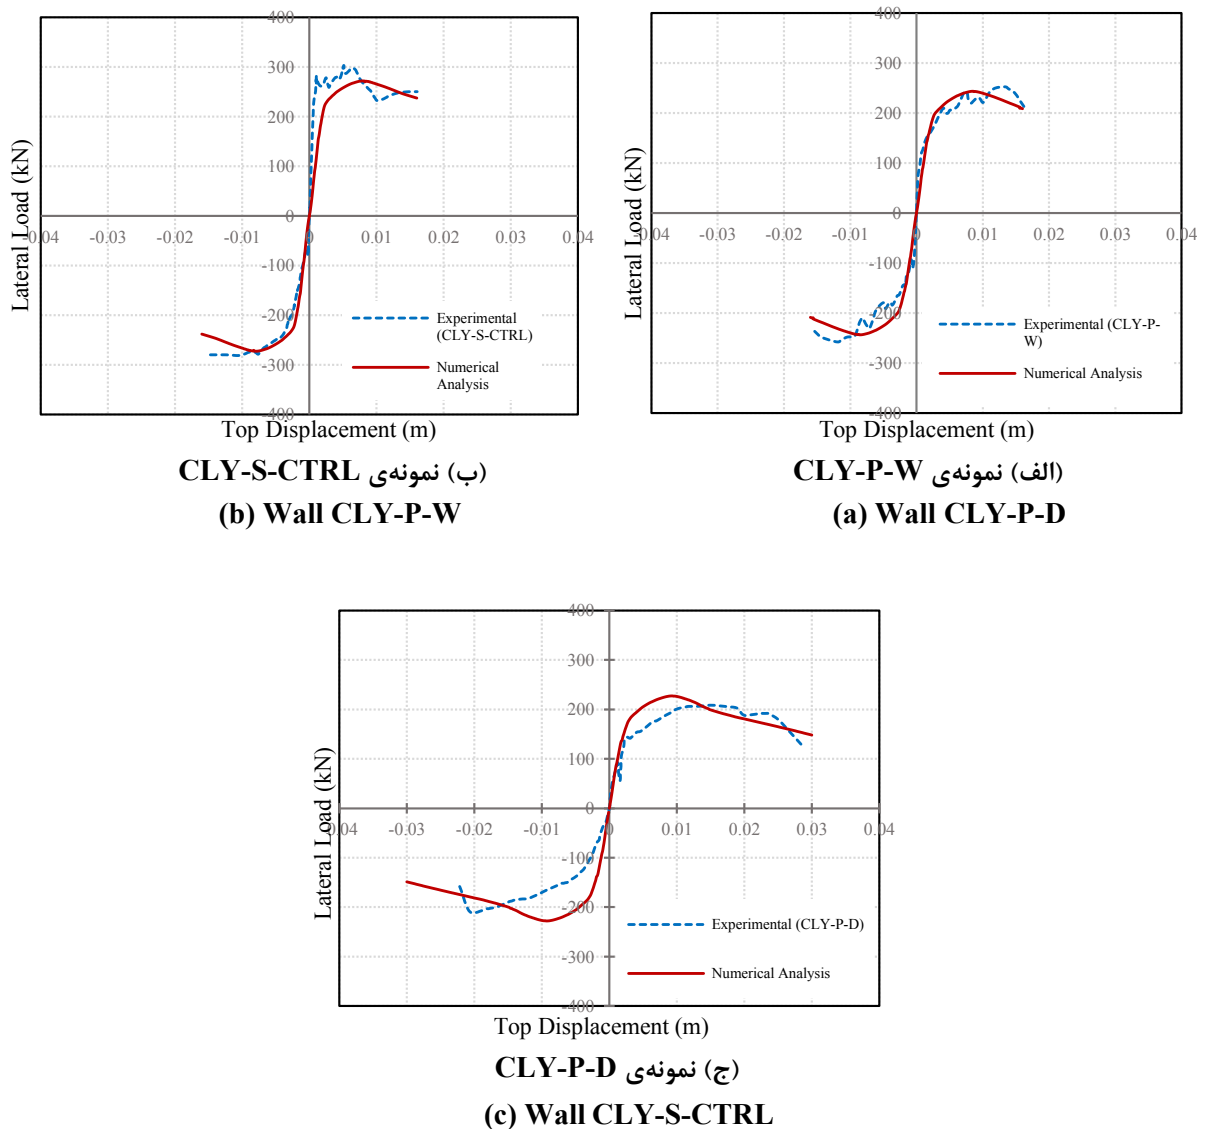 400
300
200
100
0
-100
-200
-300
-400
-0.04 -0.03 -0.02 -0.01 0 0.01 0.02 0.03 0.04
Lateral Load (kN)
Experimental
(CLY-S-CTRL)
Numerical
Analysis
Top Displacement (m)
(ب) نمونه‌ی CLY-S-CTRL
(b) Wall CLY-P-W
400
300
200
100
0
-100
-200
-300
-400
-0.04 -0.03 -0.02 -0.01 0 0.01 0.02 0.03 0.04
Lateral Load (kN)
Experimental (CLY-P-
W)
Numerical Analysis
Top Displacement (m)
(الف) نمونه‌ی CLY-P-W
(a) Wall CLY-P-D
400
300
200
100
0
-100
-200
-300
-400
-0.04 -0.03 -0.02 -0.01 0 0.01 0.02 0.03 0.04
Lateral Load (kN)
Experimental (CLY-P-D)
Numerical Analysis
Top Displacement (m)
(ج) نمونه‌ی CLY-P-D
(c) Wall CLY-S-CTRL